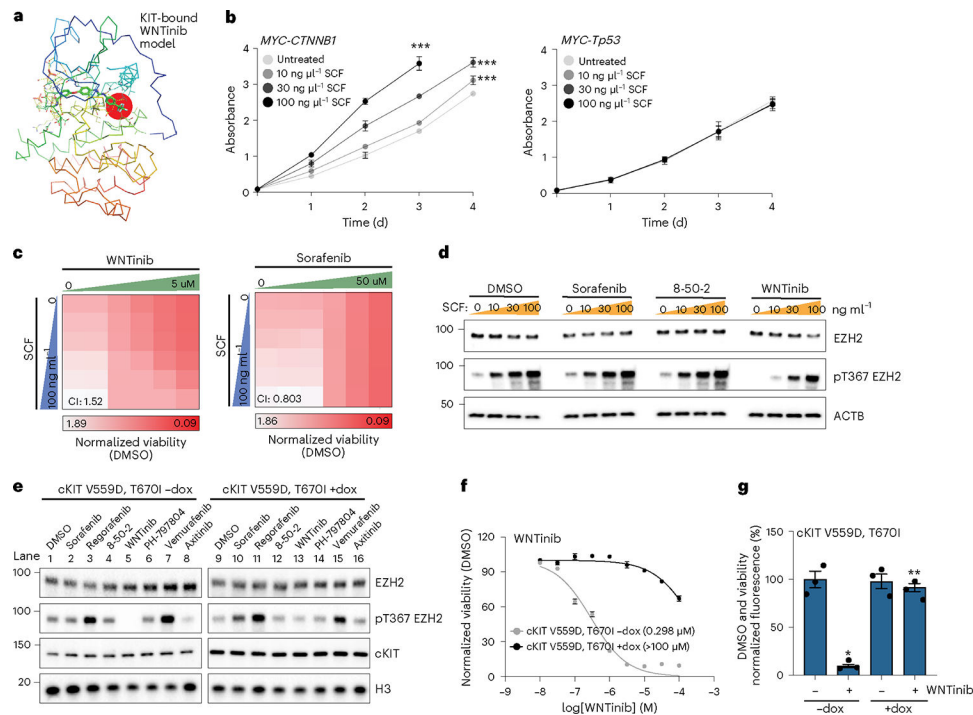 a
KIT-bound
WNTinib
model
b
MYC-CTNNB1
Untreated
10 ng µl⁻¹ SCF
30 ng µl⁻¹ SCF
100 ng µl⁻¹ SCF
***
***
***
Absorbance
4
3
2
1
0
1 2 3 4
Time (d)
MYC-Tp53
Untreated
10 ng µl⁻¹ SCF
30 ng µl⁻¹ SCF
100 ng µl⁻¹ SCF
Absorbance
4
3
2
1
0
1 2 3 4
Time (d)
c
WNTinib
0 5 uM
SCF
0
100 ng ml⁻¹
CI: 1.52
1.89 0.09
Normalized viability
(DMSO)
Sorafenib
0 50 uM
SCF
0
100 ng ml⁻¹
CI: 0.803
1.86 0.09
Normalized viability
(DMSO)
d
DMSO Sorafenib 8-50-2 WNTinib
SCF: 0 10 30 100 0 10 30 100 0 10 30 100 0 10 30 100 ng ml⁻¹
100 EZH2
100 pT367 EZH2
50 ACTB
e
cKIT V559D, T670I –dox cKIT V559D, T670I +dox
DMSO Sorafenib Regorafenib 8-50-2 WNTinib PH-797804 Vemurafenib Axitinib DMSO Sorafenib Regorafenib 8-50-2 WNTinib PH-797804 Vemurafenib Axitinib
Lane 1 2 3 4 5 6 7 8 9 10 11 12 13 14 15 16
100 EZH2
100 pT367 EZH2
150 cKIT
20 H3
f
WNTinib
Normalized viability (DMSO)
120
90
60
30
0
cKIT V559D, T670I –dox (0.298 µM)
cKIT V559D, T670I +dox (>100 µM)
–9 –8 –7 –6 –5 –4 –3
log[WNTinib] (M)
g
cKIT V559D, T670I
DMSO and viability
normalized fluorescence (%)
150
100
50
0
*
**
– + – + WNTinib
–dox +dox